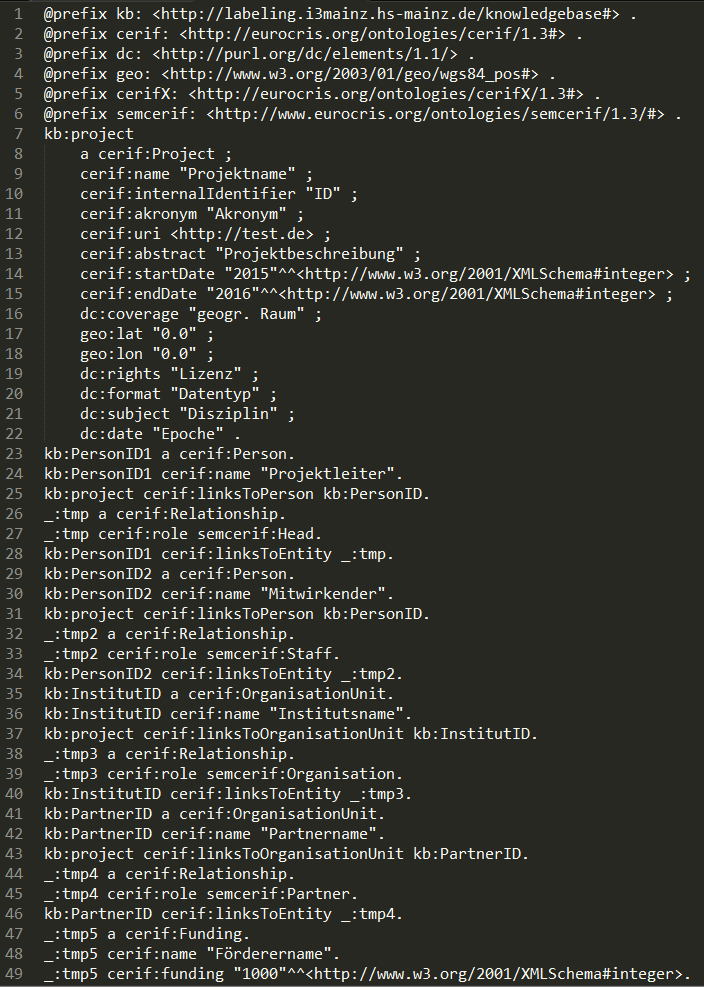 1 @prefix kb: <http://labeling.i3mainz.hs-mainz.de/knowledgebase#> .
2 @prefix cerif: <http://eurocris.org/ontologies/cerif/1.3#> .
3 @prefix dc: <http://purl.org/dc/elements/1.1/> .
4 @prefix geo: <http://www.w3.org/2003/01/geo/wgs84_pos#> .
5 @prefix cerifX: <http://eurocris.org/ontologies/cerifX/1.3#> .
6 @prefix semcerif: <http://www.eurocris.org/ontologies/semcerif/1.3/#> .
7 kb:project
8 a cerif:Project ;
9 cerif:name "Projektname" ;
10 cerif:internalIdentifier "ID" ;
11 cerif:akronym "Akronym" ;
12 cerif:uri <http://test.de> ;
13 cerif:abstract "Projektbeschreibung" ;
14 cerif:startDate "2015"^^<http://www.w3.org/2001/XMLSchema#integer> ;
15 cerif:endDate "2016"^^<http://www.w3.org/2001/XMLSchema#integer> ;
16 dc:coverage "geogr. Raum" ;
17 geo:lat "0.0" ;
18 geo:lon "0.0" ;
19 dc:rights "Lizenz" ;
20 dc:format "Datentyp" ;
21 dc:subject "Disziplin" ;
22 dc:date "Epoche" .
23 kb:PersonID1 a cerif:Person.
24 kb:PersonID1 cerif:name "Projektleiter".
25 kb:project cerif:linksToPerson kb:PersonID.
26 _:tmp a cerif:Relationship.
27 _:tmp cerif:role semcerif:Head.
28 kb:PersonID1 cerif:linksToEntity _:tmp.
29 kb:PersonID2 a cerif:Person.
30 kb:PersonID2 cerif:name "Mitwirkender".
31 kb:project cerif:linksToPerson kb:PersonID.
32 _:tmp2 a cerif:Relationship.
33 _:tmp2 cerif:role semcerif:Staff.
34 kb:PersonID2 cerif:linksToEntity _:tmp2.
35 kb:InstitutID a cerif:OrganisationUnit.
36 kb:InstitutID cerif:name "Institutsname".
37 kb:project cerif:linksToOrganisationUnit kb:InstitutID.
38 _:tmp3 a cerif:Relationship.
39 _:tmp3 cerif:role semcerif:Organisation.
40 kb:InstitutID cerif:linksToEntity _:tmp3.
41 kb:PartnerID a cerif:OrganisationUnit.
42 kb:PartnerID cerif:name "Partnername".
43 kb:project cerif:linksToOrganisationUnit kb:PartnerID.
44 _:tmp4 a cerif:Relationship.
45 _:tmp4 cerif:role semcerif:Partner.
46 kb:PartnerID cerif:linksToEntity _:tmp4.
47 _:tmp5 a cerif:Funding.
48 _:tmp5 cerif:name "Förderername".
49 _:tmp5 cerif:funding "1000"^^<http://www.w3.org/2001/XMLSchema#integer>.